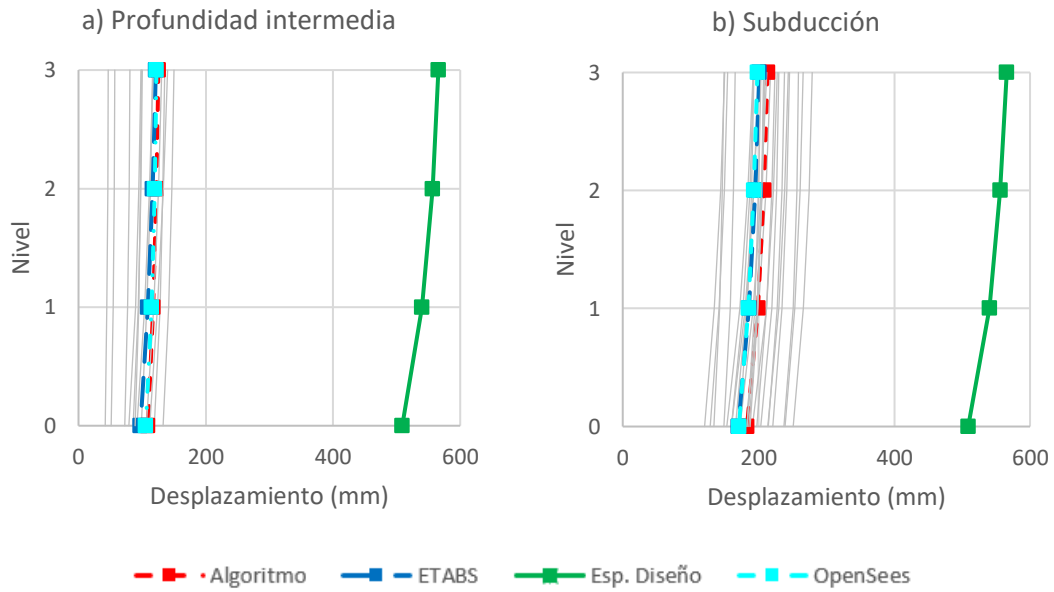 a) Profundidad intermedia
b) Subducción
3
2
1
0
Nivel
0 200 400 600
Desplazamiento (mm)
3
2
1
0
Nivel
0 200 400 600
Desplazamiento (mm)
Algoritmo ETABS Esp. Diseño OpenSees